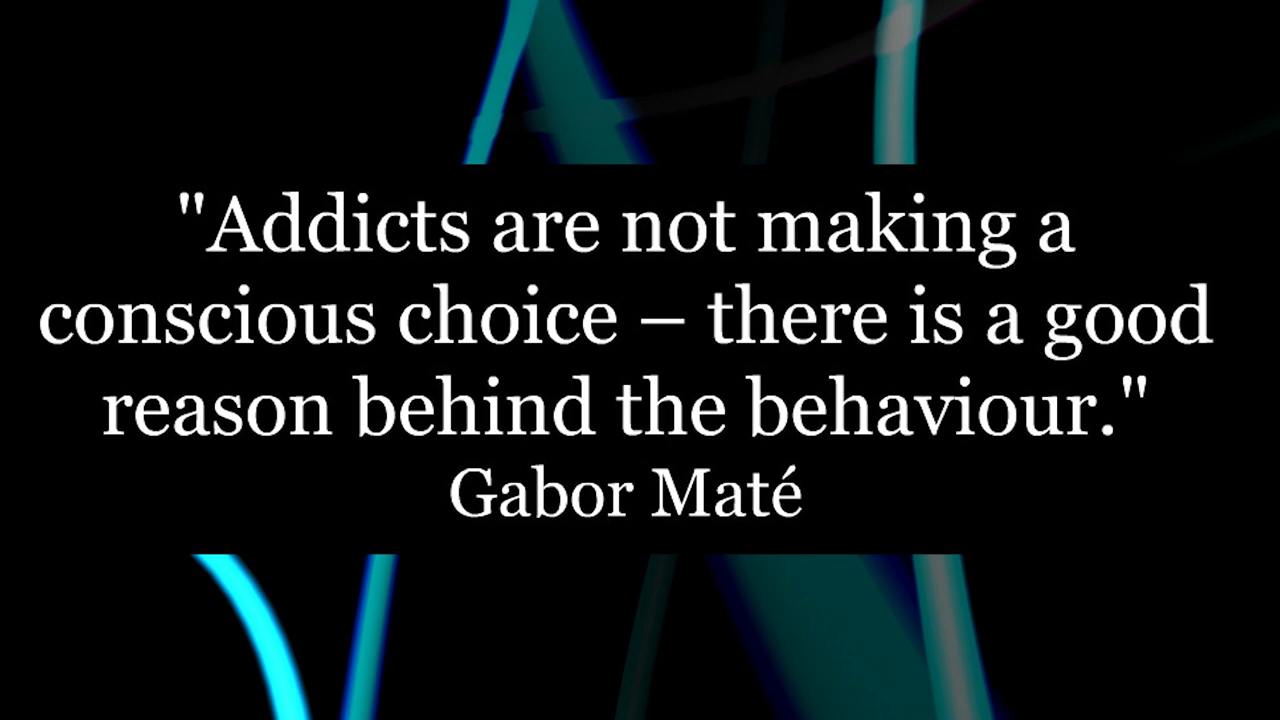 "Addicts are not making a
conscious choice – there is a good
reason behind the behaviour."
Gabor Maté